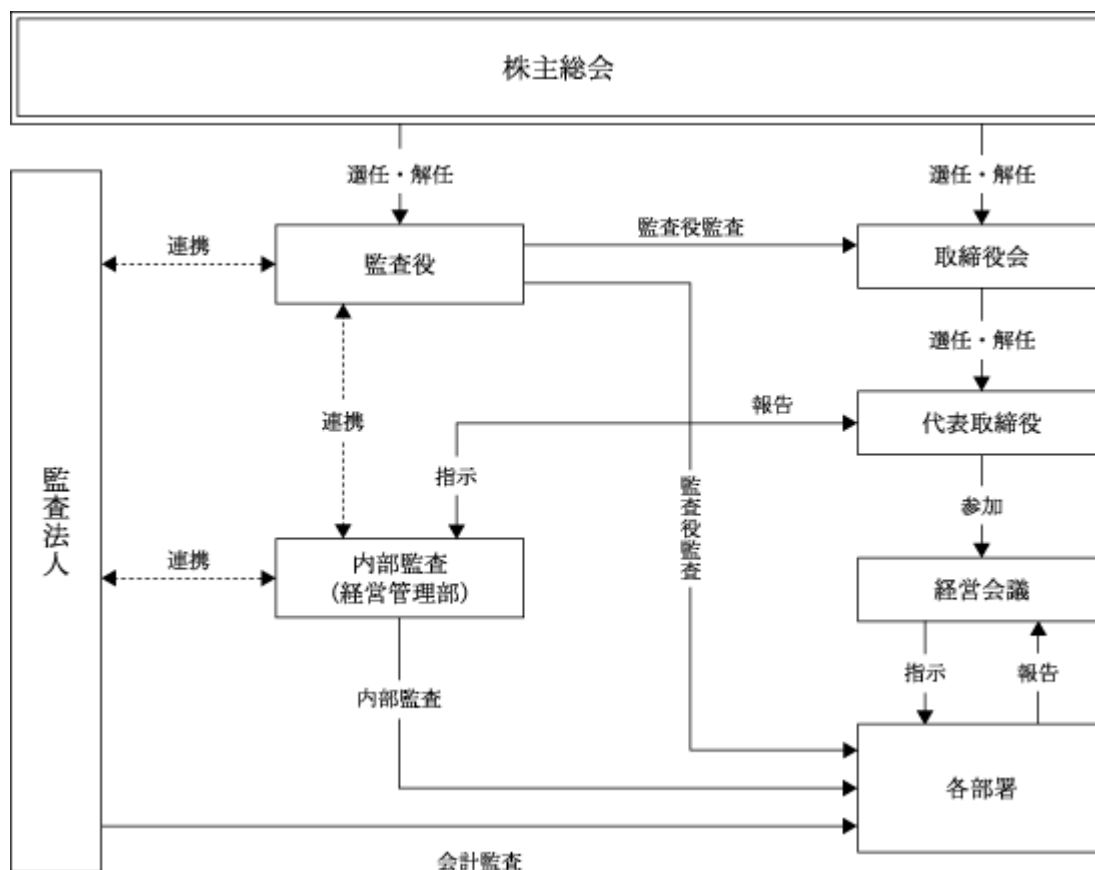 株主総会
選任・解任
選任・解任
監査役監査
連携
監査役
取締役会
選任・解任
報告
代表取締役
連携
指示
監査役監査
参加
監査法人
連携
内部監査
(経営管理部)
経営会議
指示
報告
内部監査
各部署
会計監査